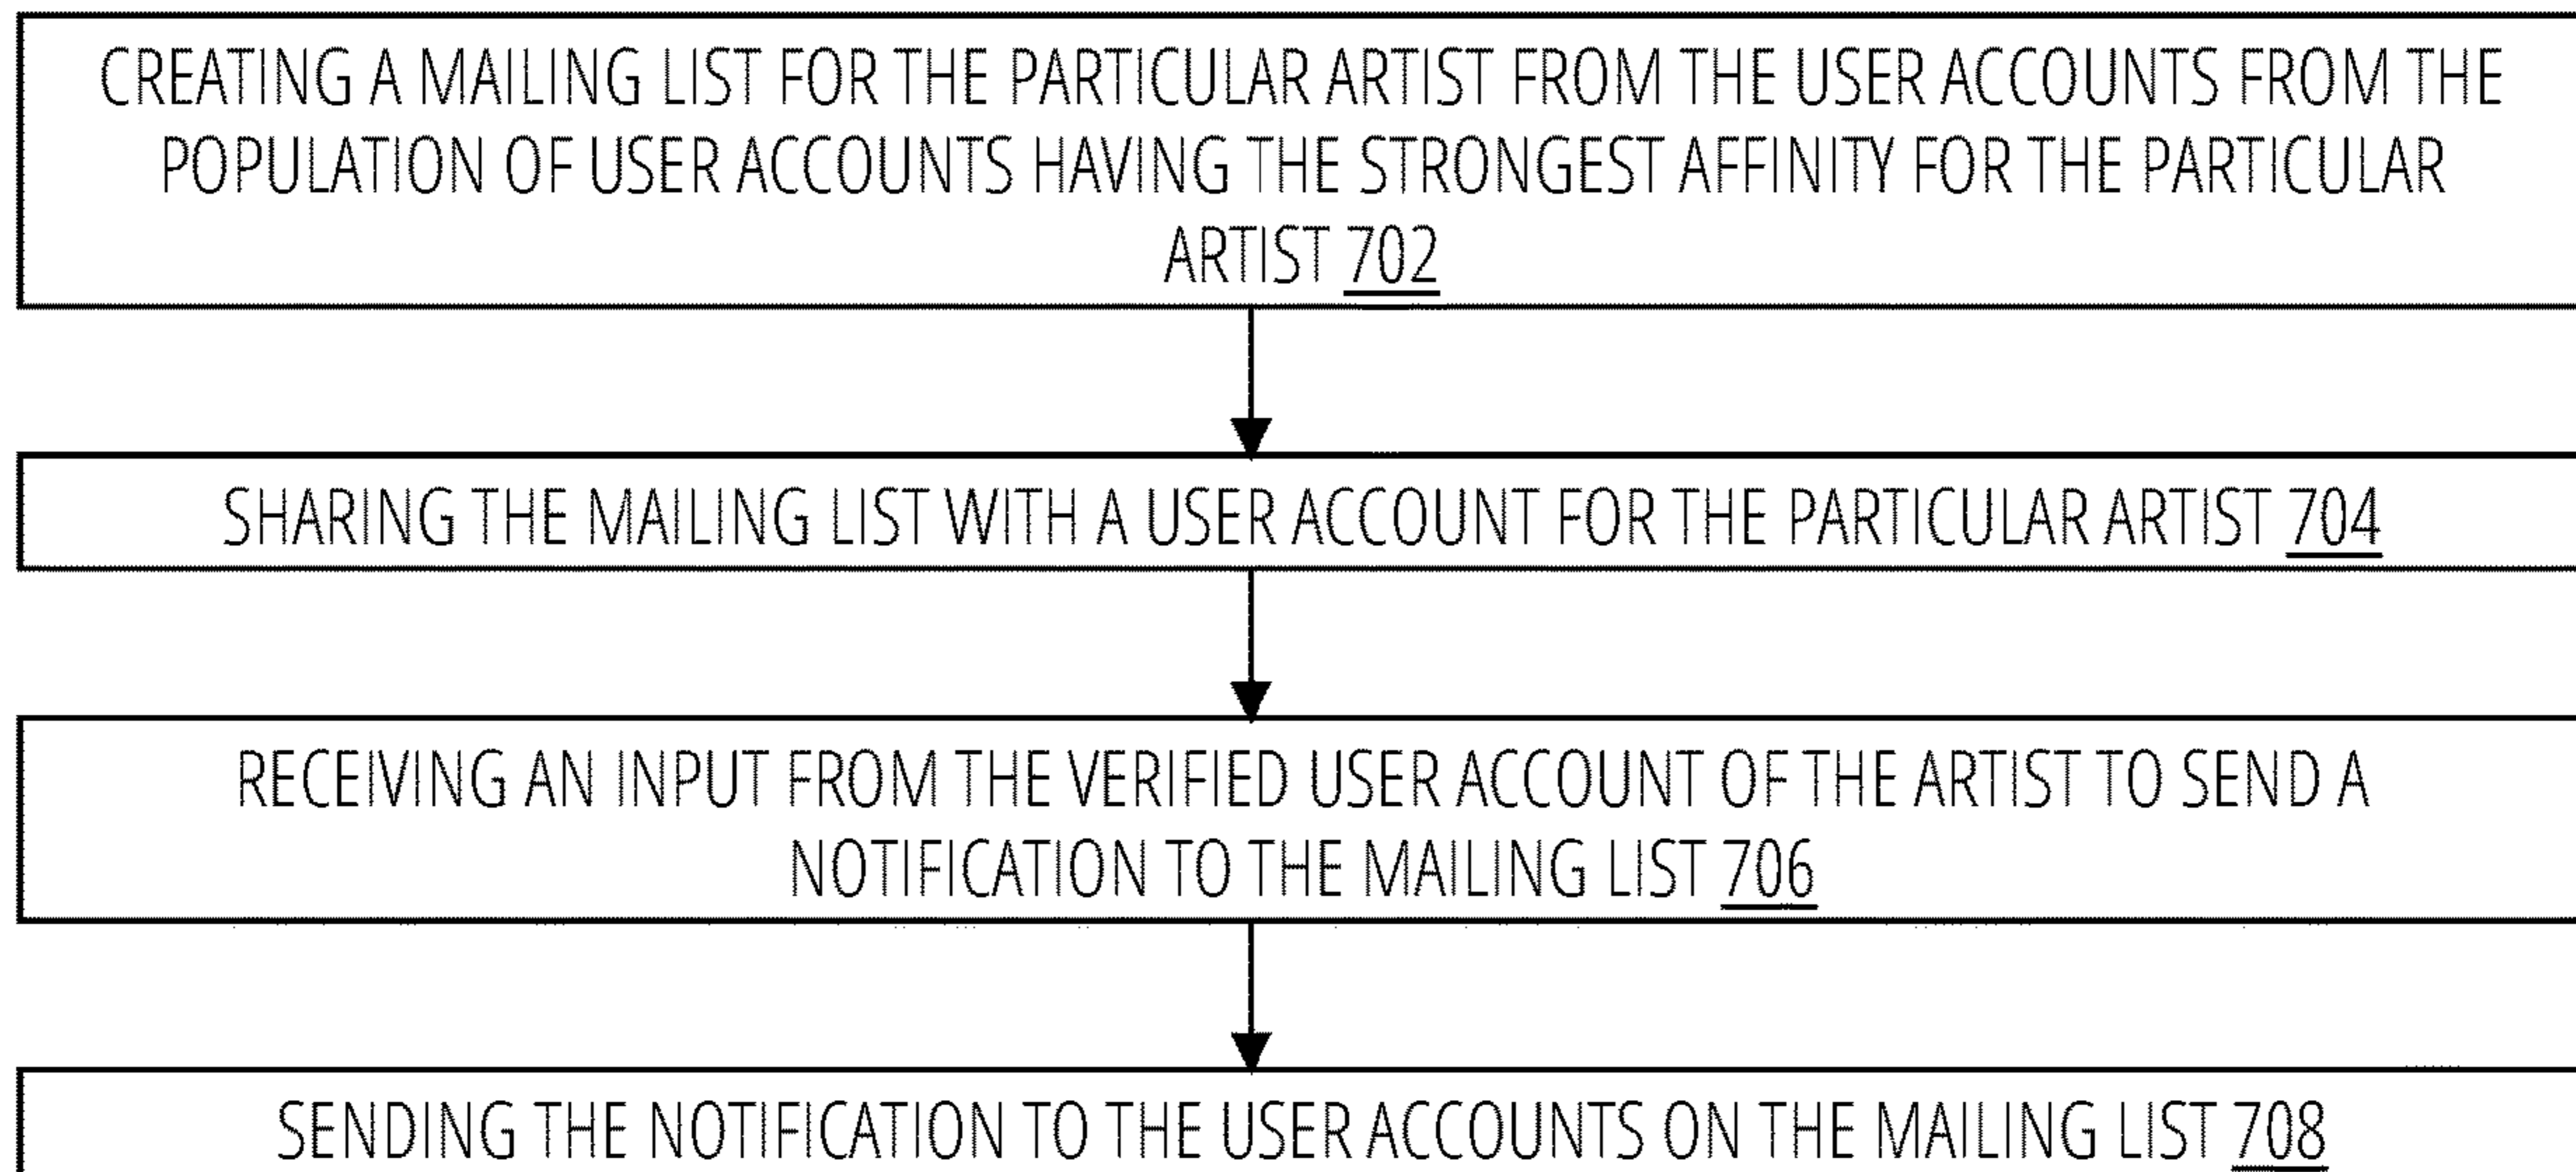 CREATING A MAILING LIST FOR THE PARTICULAR ARTIST FROM THE USER ACCOUNTS FROM THE
POPULATION OF USER ACCOUNTS HAVING THE STRONGEST AFFINITY FOR THE PARTICULAR
ARTIST 702
SHARING THE MAILING LIST WITH A USER ACCOUNT FOR THE PARTICULAR ARTIST 704
RECEIVING AN INPUT FROM THE VERIFIED USER ACCOUNT OF THE ARTIST TO SEND A
NOTIFICATION TO THE MAILING LIST 706
SENDING THE NOTIFICATION TO THE USER ACCOUNTS ON THE MAILING LIST 708